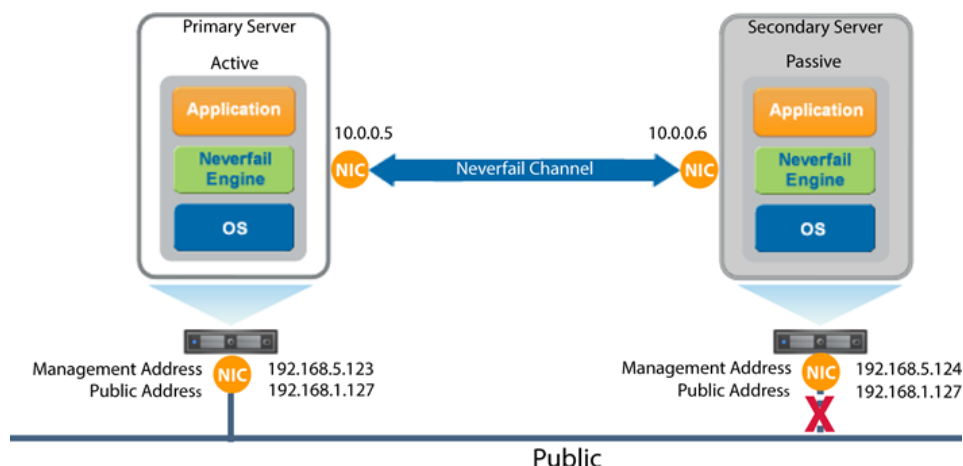 Primary Server
Active
Application
Neverfail
Engine
OS
10.0.0.5
NIC
Neverfail Channel
10.0.0.6
NIC
Secondary Server
Passive
Application
Neverfail
Engine
OS
Management Address NIC 192.168.5.123
Public Address 192.168.1.127
Management Address NIC 192.168.5.124
Public Address 192.168.1.127
X
Public